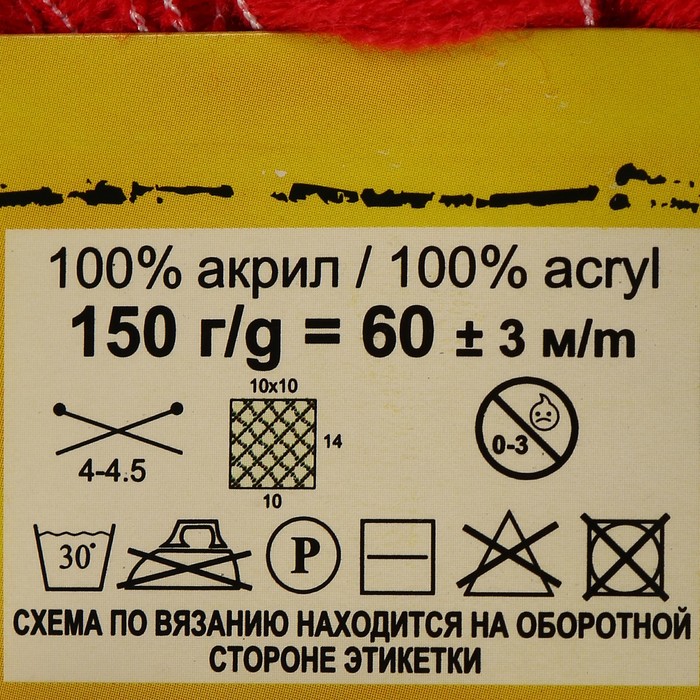 100% акрил / 100% acryl
150 г/g = 60 ± 3 м/m
10x10
14
4-4.5
10
0-3
30°
P
СХЕМА ПО ВЯЗАНИЮ НАХОДИТСЯ НА ОБОРОТНОЙ
СТОРОНЕ ЭТИКЕТКИ